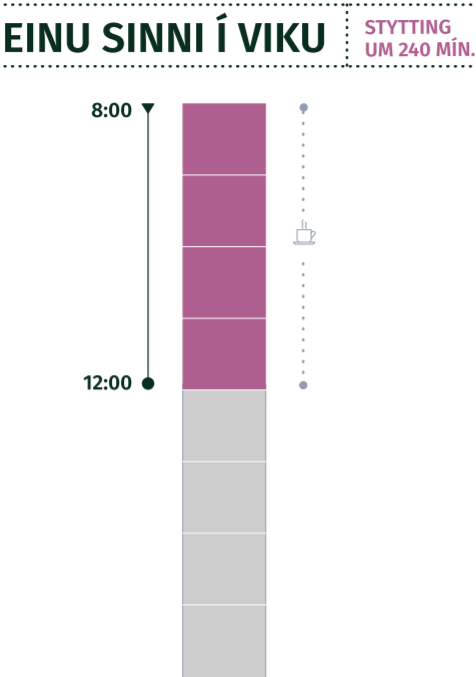 EINU SINNI Í VIKU
STYTTING
UM 240 MÍN.
8:00
12:00